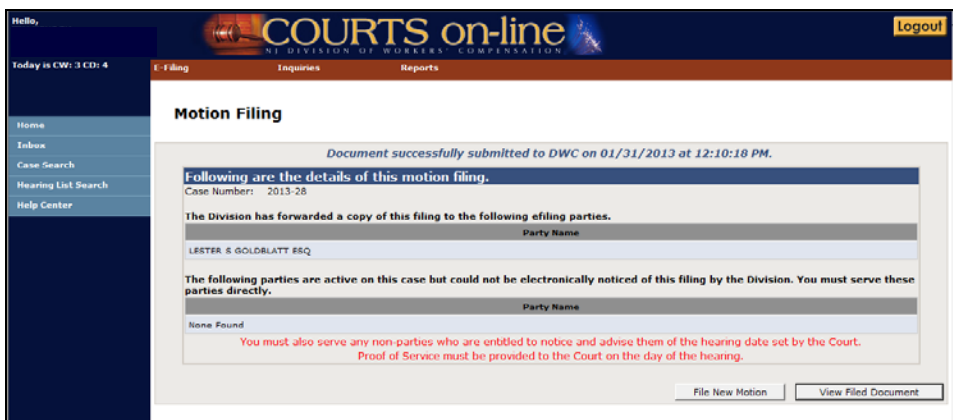 Hello,
COURTS on-line
NJ DIVISION OF WORKERS' COMPENSATION
Logout
Today is CW: 3 CD: 4
E-Filing Inquiries Reports
Home
Inbox
Case Search
Hearing List Search
Help Center
Motion Filing
Document successfully submitted to DWC on 01/31/2013 at 12:10:18 PM.
Following are the details of this motion filing.
Case Number: 2013-28
The Division has forwarded a copy of this filing to the following efiling parties.
Party Name
LESTER S GOLDBLATT ESQ
The following parties are active on this case but could not be electronically noticed of this filing by the Division. You must serve these
parties directly.
Party Name
None Found
You must also serve any non-parties who are entitled to notice and advise them of the hearing date set by the Court.
Proof of Service must be provided to the Court on the day of the hearing.
File New Motion View Filed Document